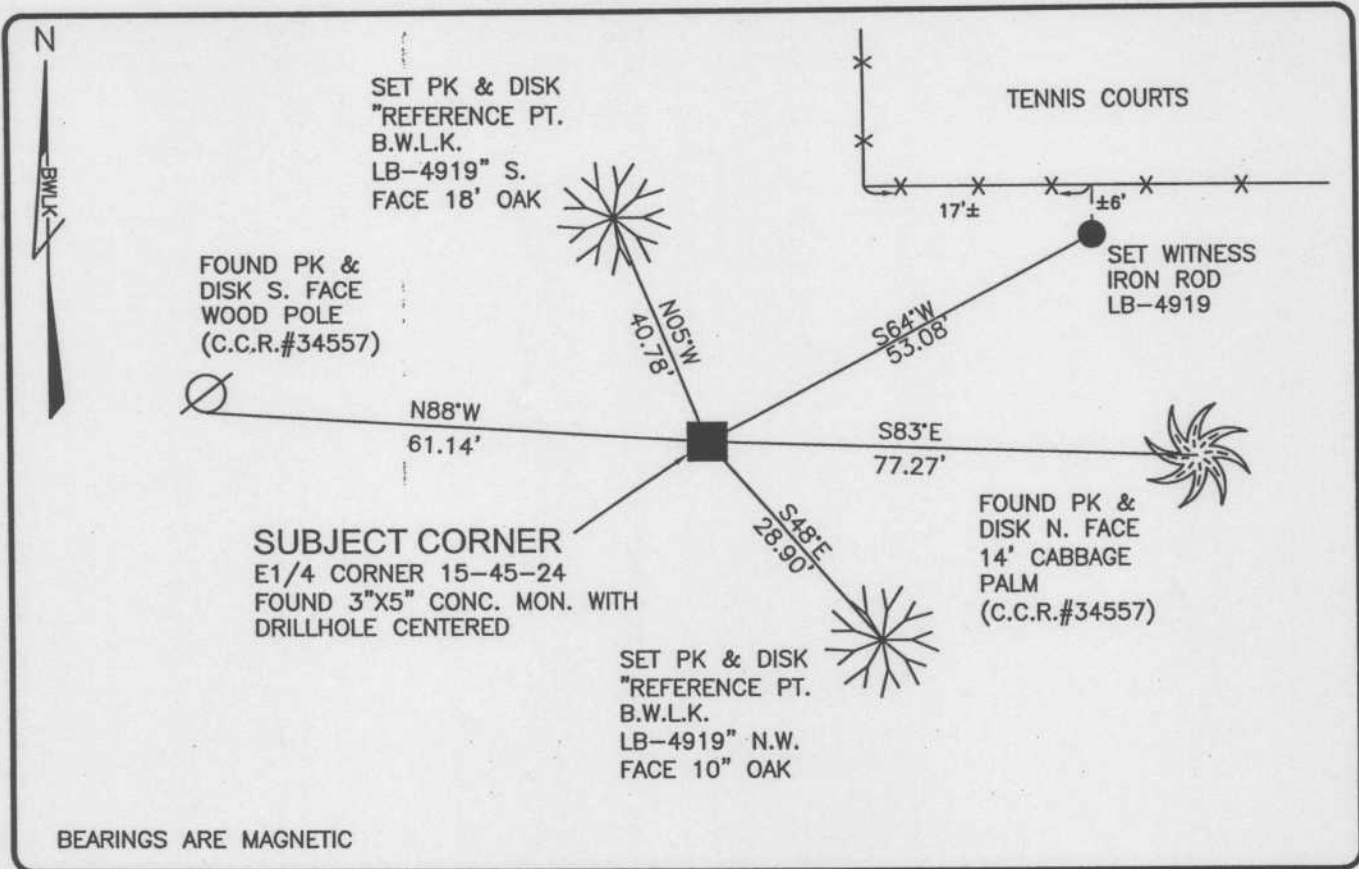 N
BWLK
SET PK & DISK
"REFERENCE PT.
B.W.L.K.
LB-4919" S.
FACE 18' OAK
TENNIS COURTS
17'±
±6'
SET WITNESS
IRON ROD
LB-4919
FOUND PK &
DISK S. FACE
WOOD POLE
(C.C.R.#34557)
N05°W
40.78'
S64°W
53.08'
N88°W
61.14'
S83°E
77.27'
S48°E
28.90'
FOUND PK &
DISK N. FACE
14' CABBAGE
PALM
(C.C.R.#34557)
SUBJECT CORNER
E1/4 CORNER 15-45-24
FOUND 3"X5" CONC. MON. WITH
DRILLHOLE CENTERED
SET PK & DISK
"REFERENCE PT.
B.W.L.K.
LB-4919" N.W.
FACE 10" OAK
BEARINGS ARE MAGNETIC